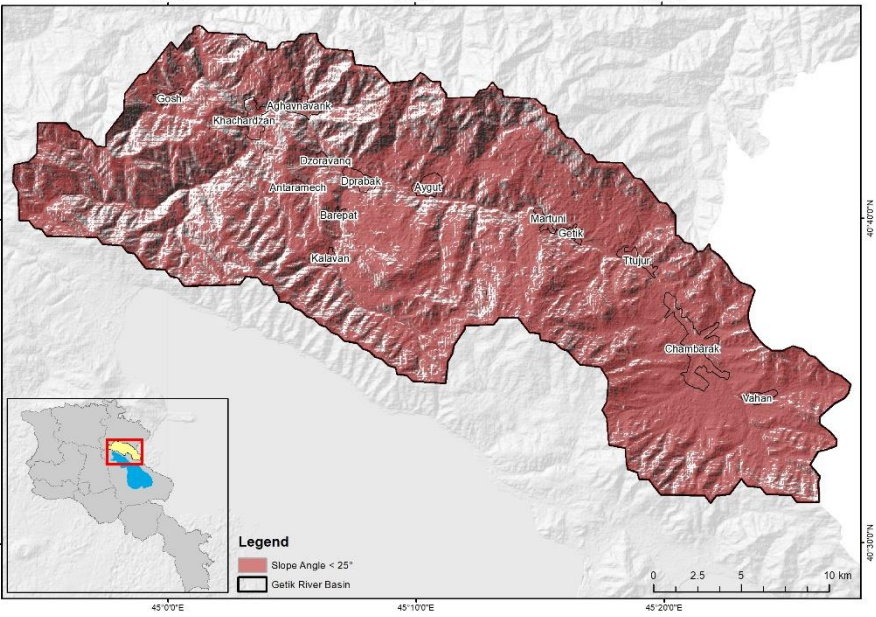 Gosh
Aghavnavank
Khachardzan
Dzoravanq
Antaramech
Dprabak
Aygut
Barepat
Martuni
Getik
Kalavan
Ttujur
Chambarak
Vahan
40°40'0"N
40°30'0"N
Legend
Slope Angle < 25°
Getik River Basin
0 2.5 5 10 km
45°0'0"E
45°10'0"E
45°20'0"E